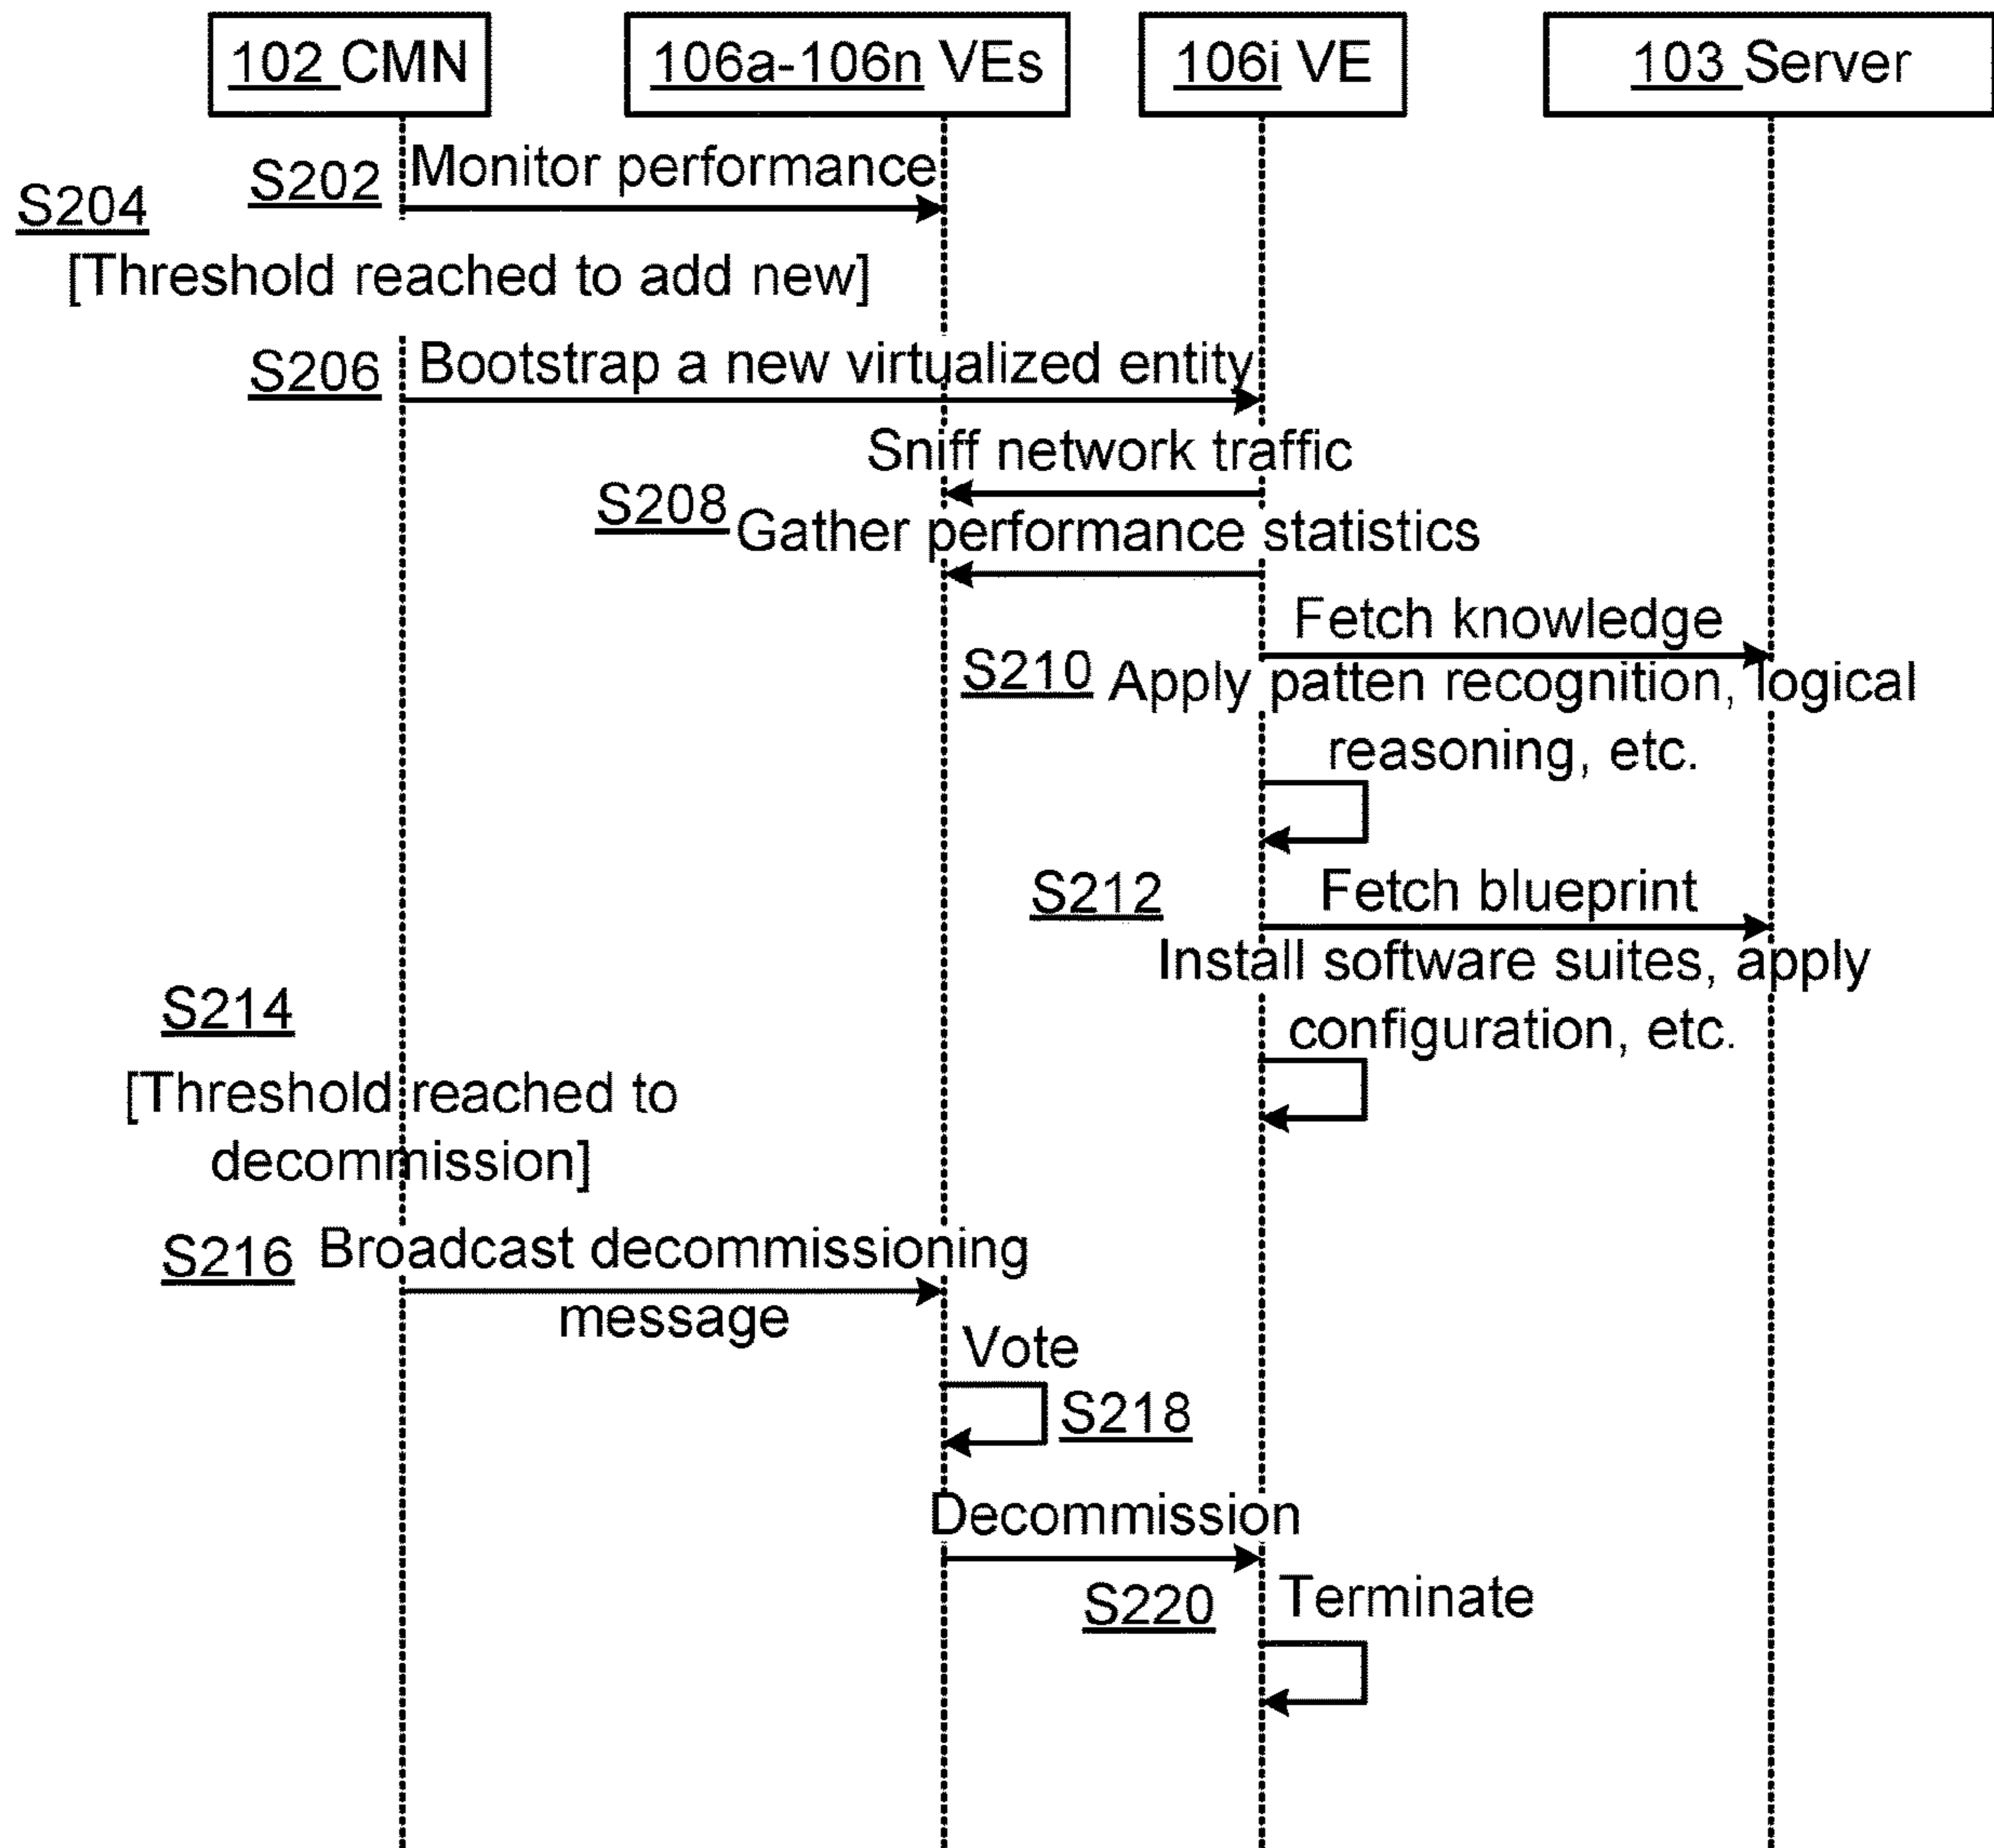 102 CMN
106a-106n VEs
106i VE
103 Server
Monitor performance
S202
S204
[Threshold reached to add new]
S206
Bootstrap a new virtualized entity
Sniff network traffic
S208
Gather performance statistics
Fetch knowledge
S210
Apply patten recognition, logical
reasoning, etc.
S212
Fetch blueprint
Install software suites, apply
configuration, etc.
S214
[Threshold reached to
decommission]
S216
Broadcast decommissioning
message
Vote
S218
Decommission
S220
Terminate